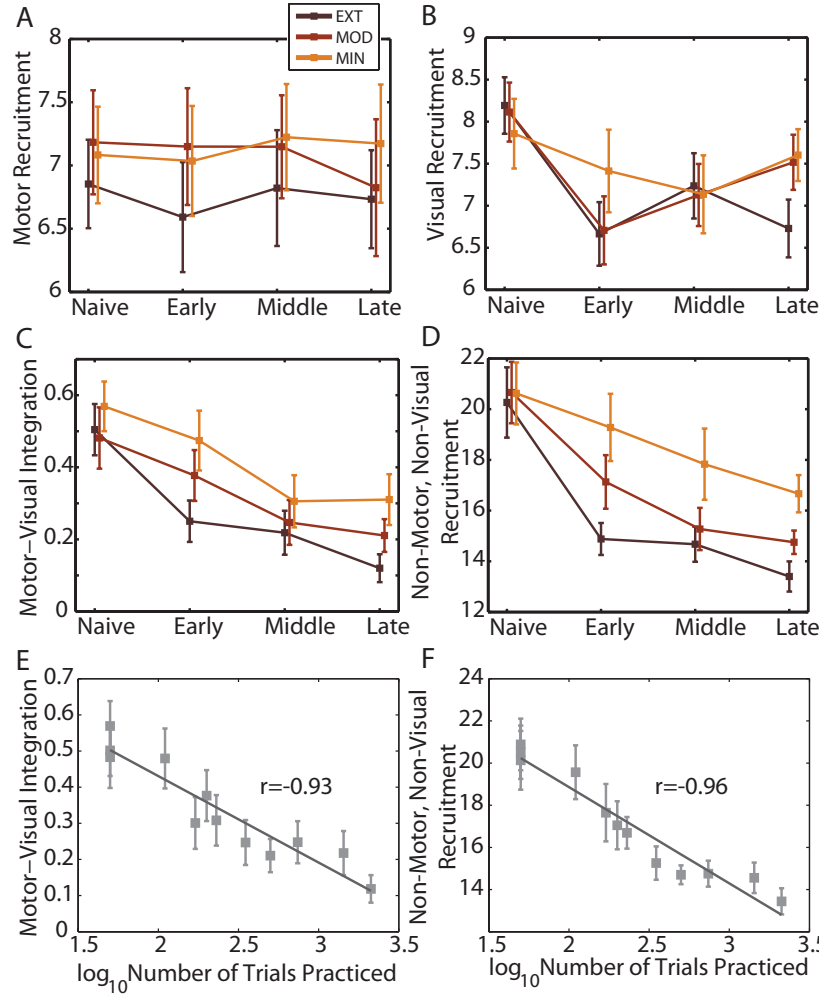 A
EXT
MOD
MIN
Motor Recruitment
8
7.5
7
6.5
6
Naive Early Middle Late
B
Visual Recruitment
9
8.5
8
7.5
7
6.5
6
Naive Early Middle Late
C
Motor–Visual Integration
0.6
0.4
0.2
0
Naive Early Middle Late
D
Non-Motor, Non-Visual
Recruitment
22
20
18
16
14
12
Naive Early Middle Late
E
Motor–Visual Integration
0.7
0.6
0.5
0.4
0.3
0.2
0.1
0
r=-0.93
1.5 2 2.5 3 3.5
log10Number of Trials Practiced
F
Non-Motor, Non-Visual
Recruitment
24
22
20
18
16
14
r=-0.96
1.5 2 2.5 3 3.5
log10Number of Trials Practiced